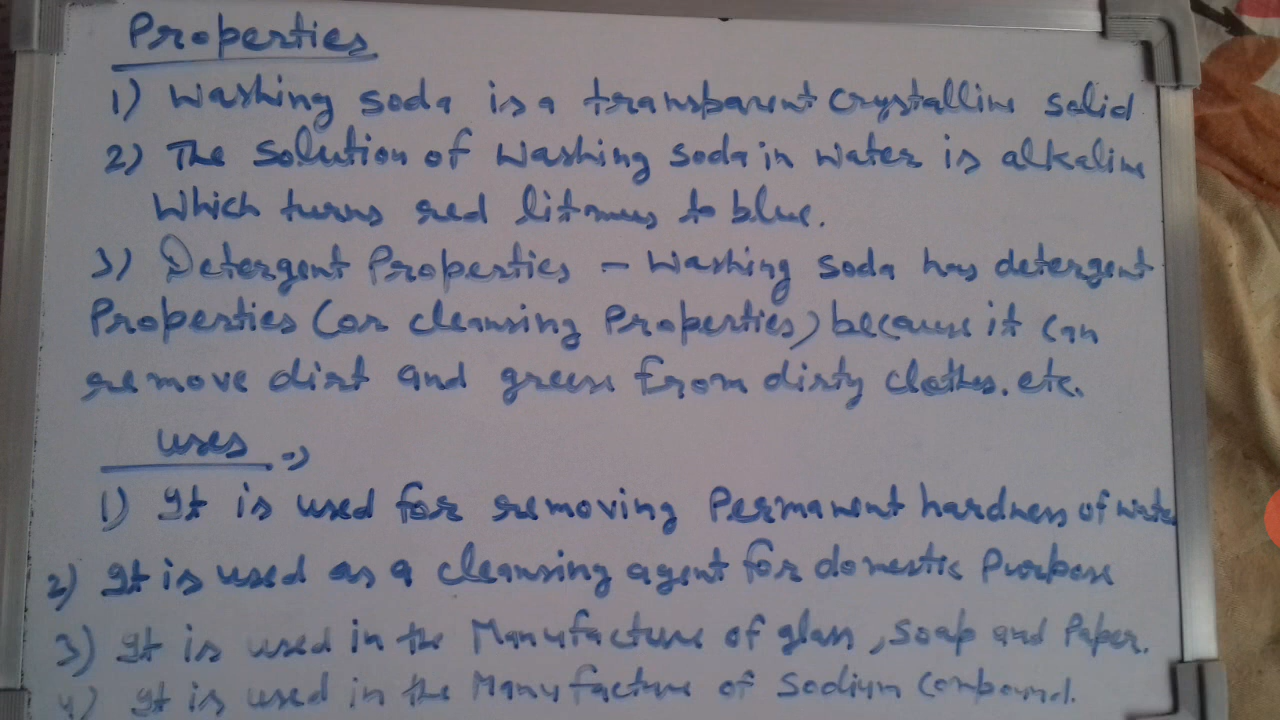 Properties
1) Washing soda is a transparent crystalline solid
2) The solution of washing soda in water is alkaline
which turns red litmus to blue.
3) Detergent Properties - Washing soda has detergent
Properties (or cleansing Properties) because it can
remove dirt and grease from dirty clothes. etc.
uses :-)
1) It is used for removing Permanent hardness of water
2) It is used as a cleansing agent for domestic Purpose
3) It is used in the Manufacture of glass, soap and Paper.
4) It is used in the Manufacture of Sodium Compound.